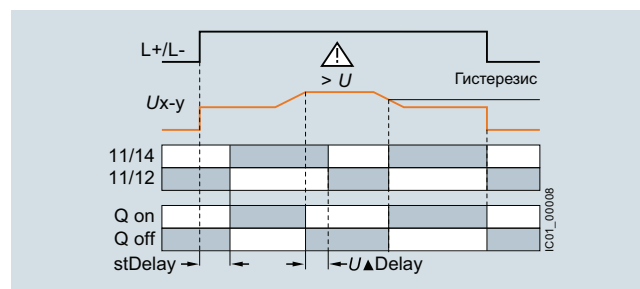 L+/L-
> U
Гистерезис
Ux-y
11/14
11/12
Q on
Q off
stDelay
U▲Delay
IC01_00008